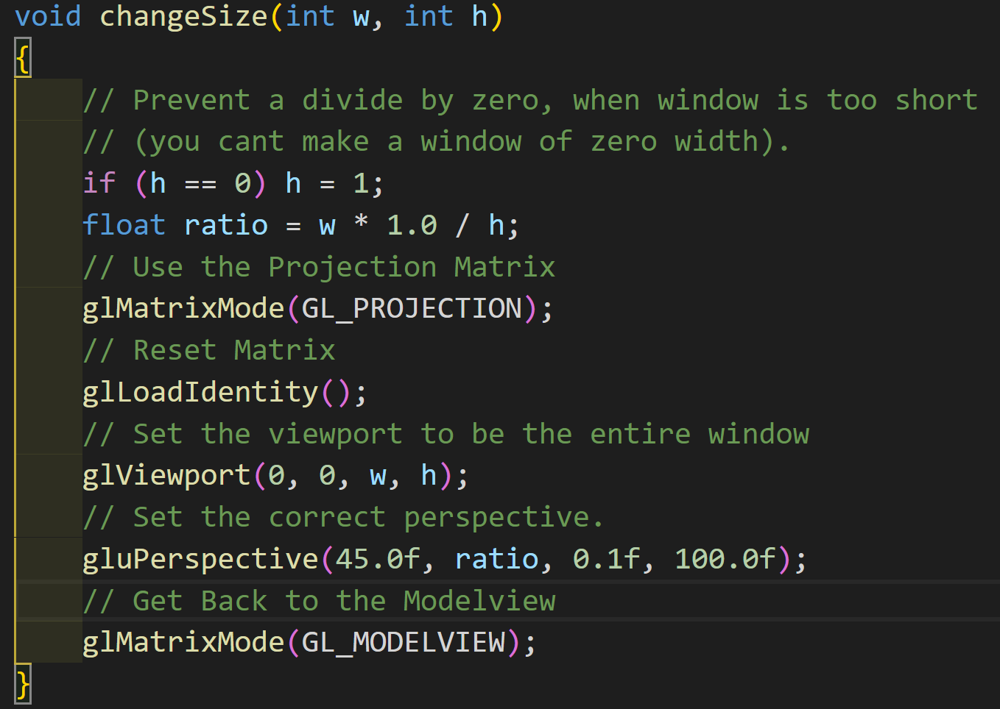 void changeSize(int w, int h)
{
    // Prevent a divide by zero, when window is too short
    // (you cant make a window of zero width).
    if (h == 0) h = 1;
    float ratio = w * 1.0 / h;
    // Use the Projection Matrix
    glMatrixMode(GL_PROJECTION);
    // Reset Matrix
    glLoadIdentity();
    // Set the viewport to be the entire window
    glViewport(0, 0, w, h);
    // Set the correct perspective.
    gluPerspective(45.0f, ratio, 0.1f, 100.0f);
    // Get Back to the Modelview
    glMatrixMode(GL_MODELVIEW);
}